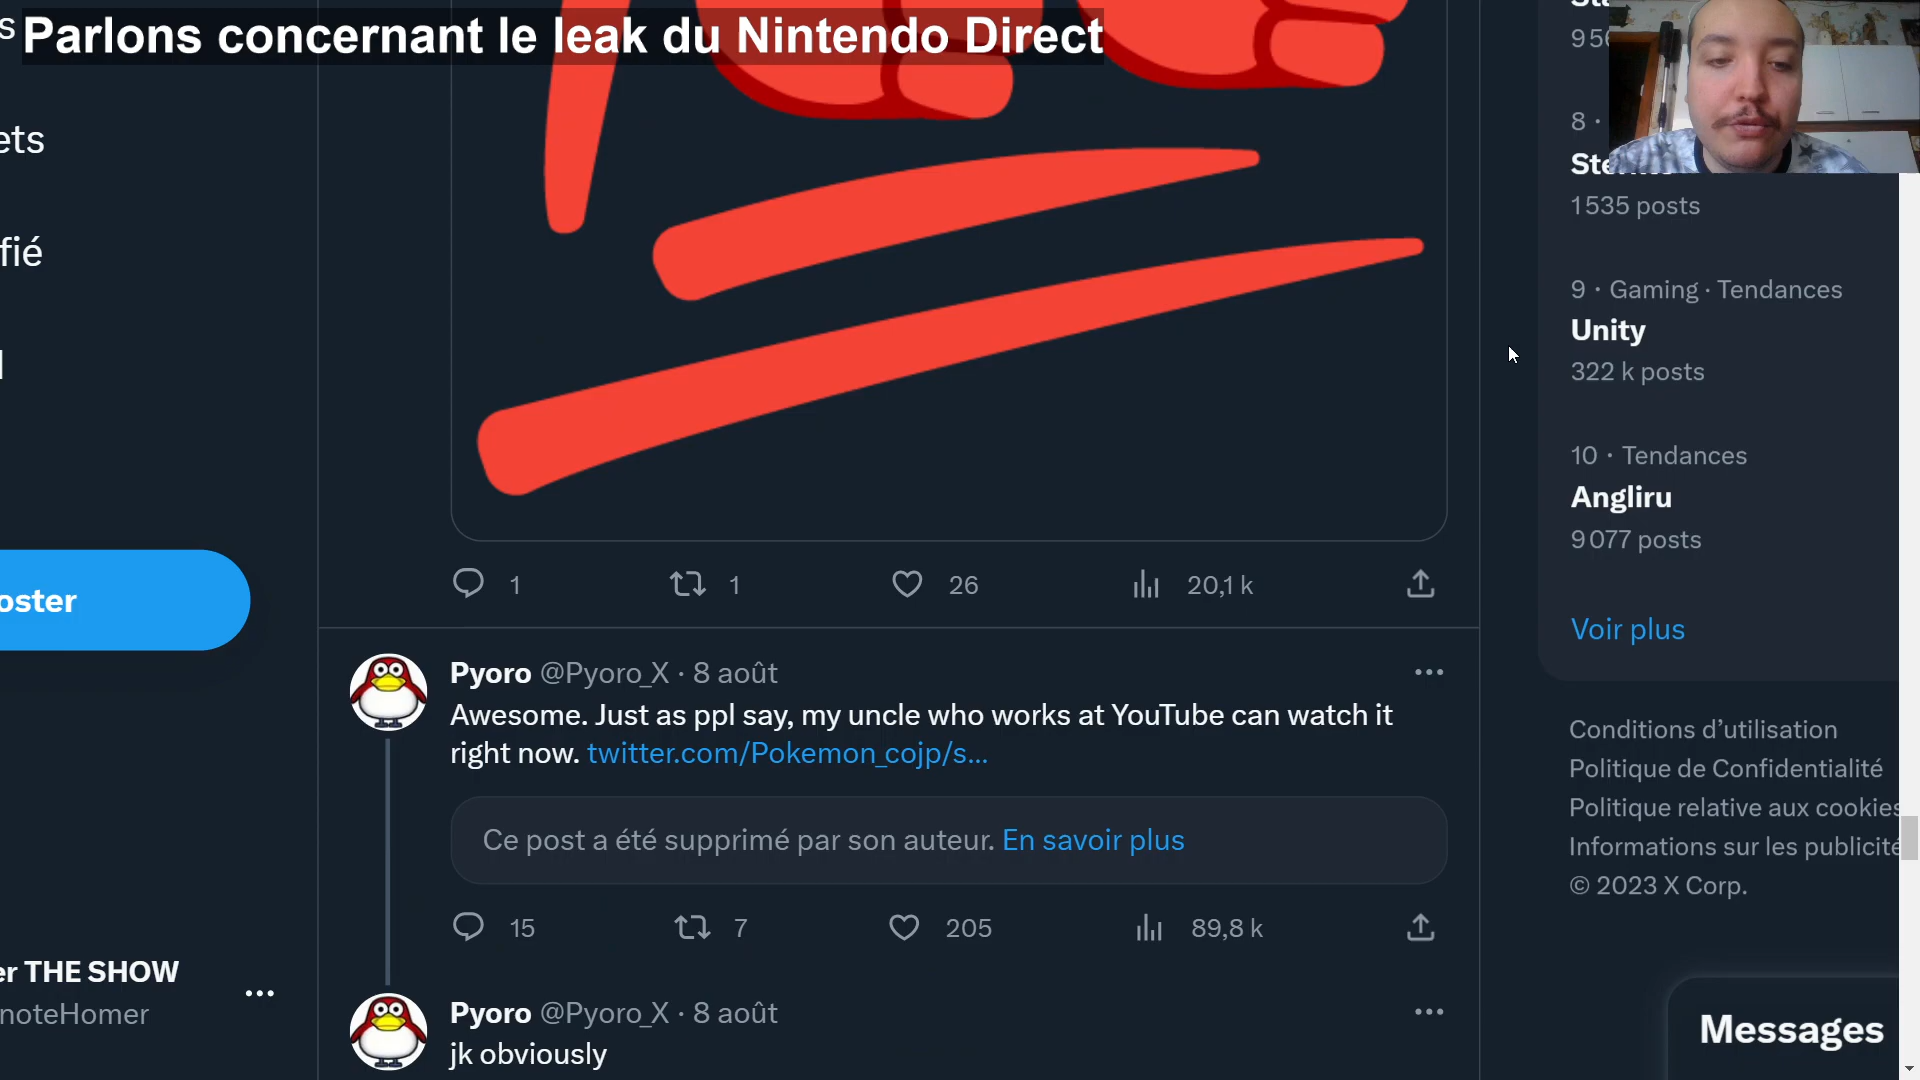 Parlons concernant le leak du Nintendo Direct
s
ets
fié
oster
er THE SHOW
noteHomer
1
1
26
20,1 k
Pyoro @Pyoro_X · 8 août
Awesome. Just as ppl say, my uncle who works at YouTube can watch it
right now. twitter.com/Pokemon_cojp/s...
Ce post a été supprimé par son auteur. En savoir plus
15
7
205
89,8 k
Pyoro @Pyoro_X · 8 août
jk obviously
8 ·
1 535 posts
9 · Gaming · Tendances
Unity
322 k posts
10 · Tendances
Angliru
9 077 posts
Voir plus
Conditions d’utilisation
Politique de Confidentialité
Politique relative aux cookies
Informations sur les publicité
© 2023 X Corp.
Messages